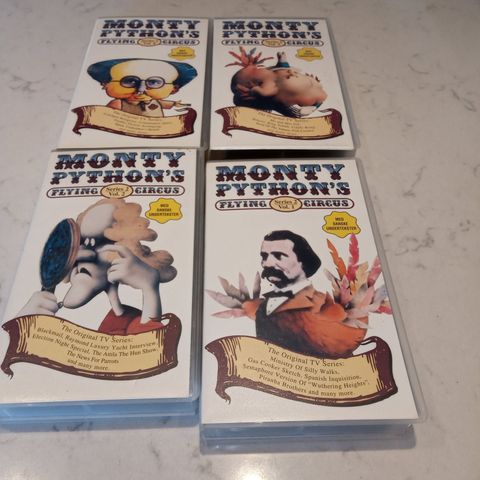 MONTY
PYTHON'S
FLYING CIRCUS
MONTY
PYTHON'S
FLYING CIRCUS
The Original TV Series:
MONTY
PYTHON'S
FLYING Series 2 Vol. 2 CIRCUS
MED
DANSKE
UNDERTEKSTER
The Original TV Series:
Blackmail, Raymond Luxury Yacht Interview,
Election Night Special, The Attila The Hun Show,
The News For Parrots
and many more.
MONTY
PYTHON'S
FLYING Series 2 Vol. 1 CIRCUS
MED
DANSKE
UNDERTEKSTER
The Original TV Series:
Ministry Of Silly Walks,
Gas Cooker Sketch, Spanish Inquisition,
Semaphore Version Of "Wuthering Heights",
Piranha Brothers and many more.